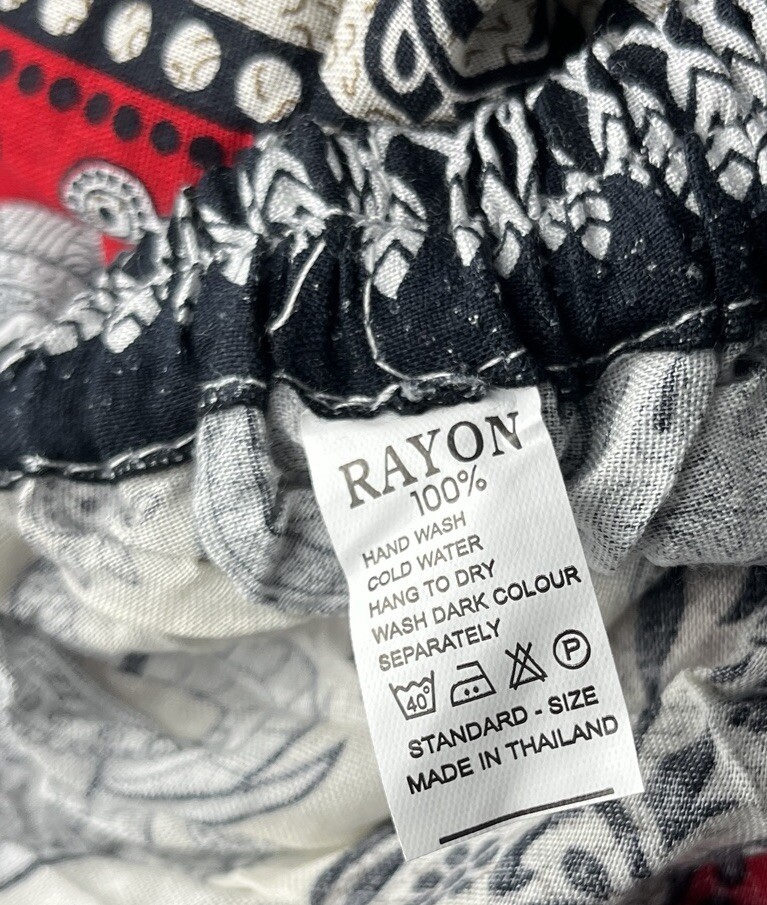 RAYON
100%
HAND WASH
COLD WATER
HANG TO DRY
WASH DARK COLOUR
SEPARATELY
40° P
STANDARD - SIZE
MADE IN THAILAND